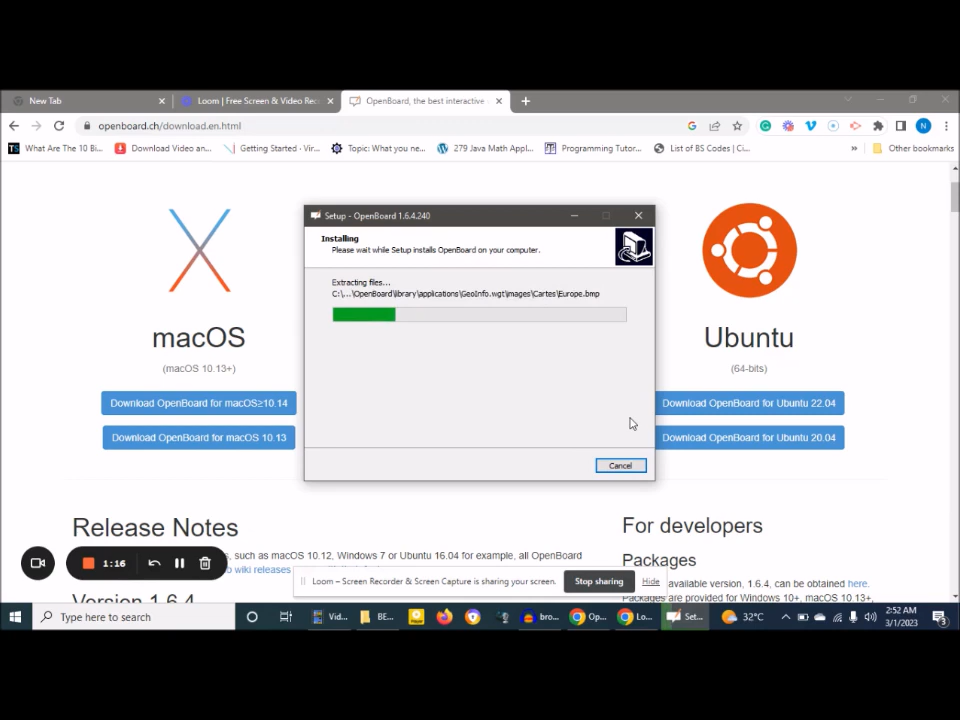 New Tab
Loom | Free Screen & Video Rec
OpenBoard, the best interactive
openboard.ch/download.en.html
N
TS What Are The 10 Bi...
Download Video an...
Getting Started - Vir...
Topic: What you ne...
279 Java Math Appl...
Programming Tutor...
List of BS Codes | Ci...
»
Other bookmarks
Setup - OpenBoard 1.6.4.240
Installing
Please wait while Setup installs OpenBoard on your computer.
Extracting files...
C:\...\OpenBoard\library\applications\GeoInfo.wgt\images\Cartes\Europe.bmp
Cancel
macOS
(macOS 10.13+)
Download OpenBoard for macOS≥10.14
Download OpenBoard for macOS 10.13
Ubuntu
(64-bits)
Download OpenBoard for Ubuntu 22.04
Download OpenBoard for Ubuntu 20.04
Release Notes
, such as macOS 10.12, Windows 7 or Ubuntu 16.04 for example, all OpenBoard
wiki releases
Version 1.6.4
For developers
Packages
available version, 1.6.4, can be obtained here.
Packages are provided for Windows 10+, macOS 10.13+,
1:16
Loom – Screen Recorder & Screen Capture is sharing your screen.
Stop sharing
Hide
Type here to search
Vid...
BE...
bro...
Op...
Lo...
Set...
32°C
2:52 AM
3/1/2023
3